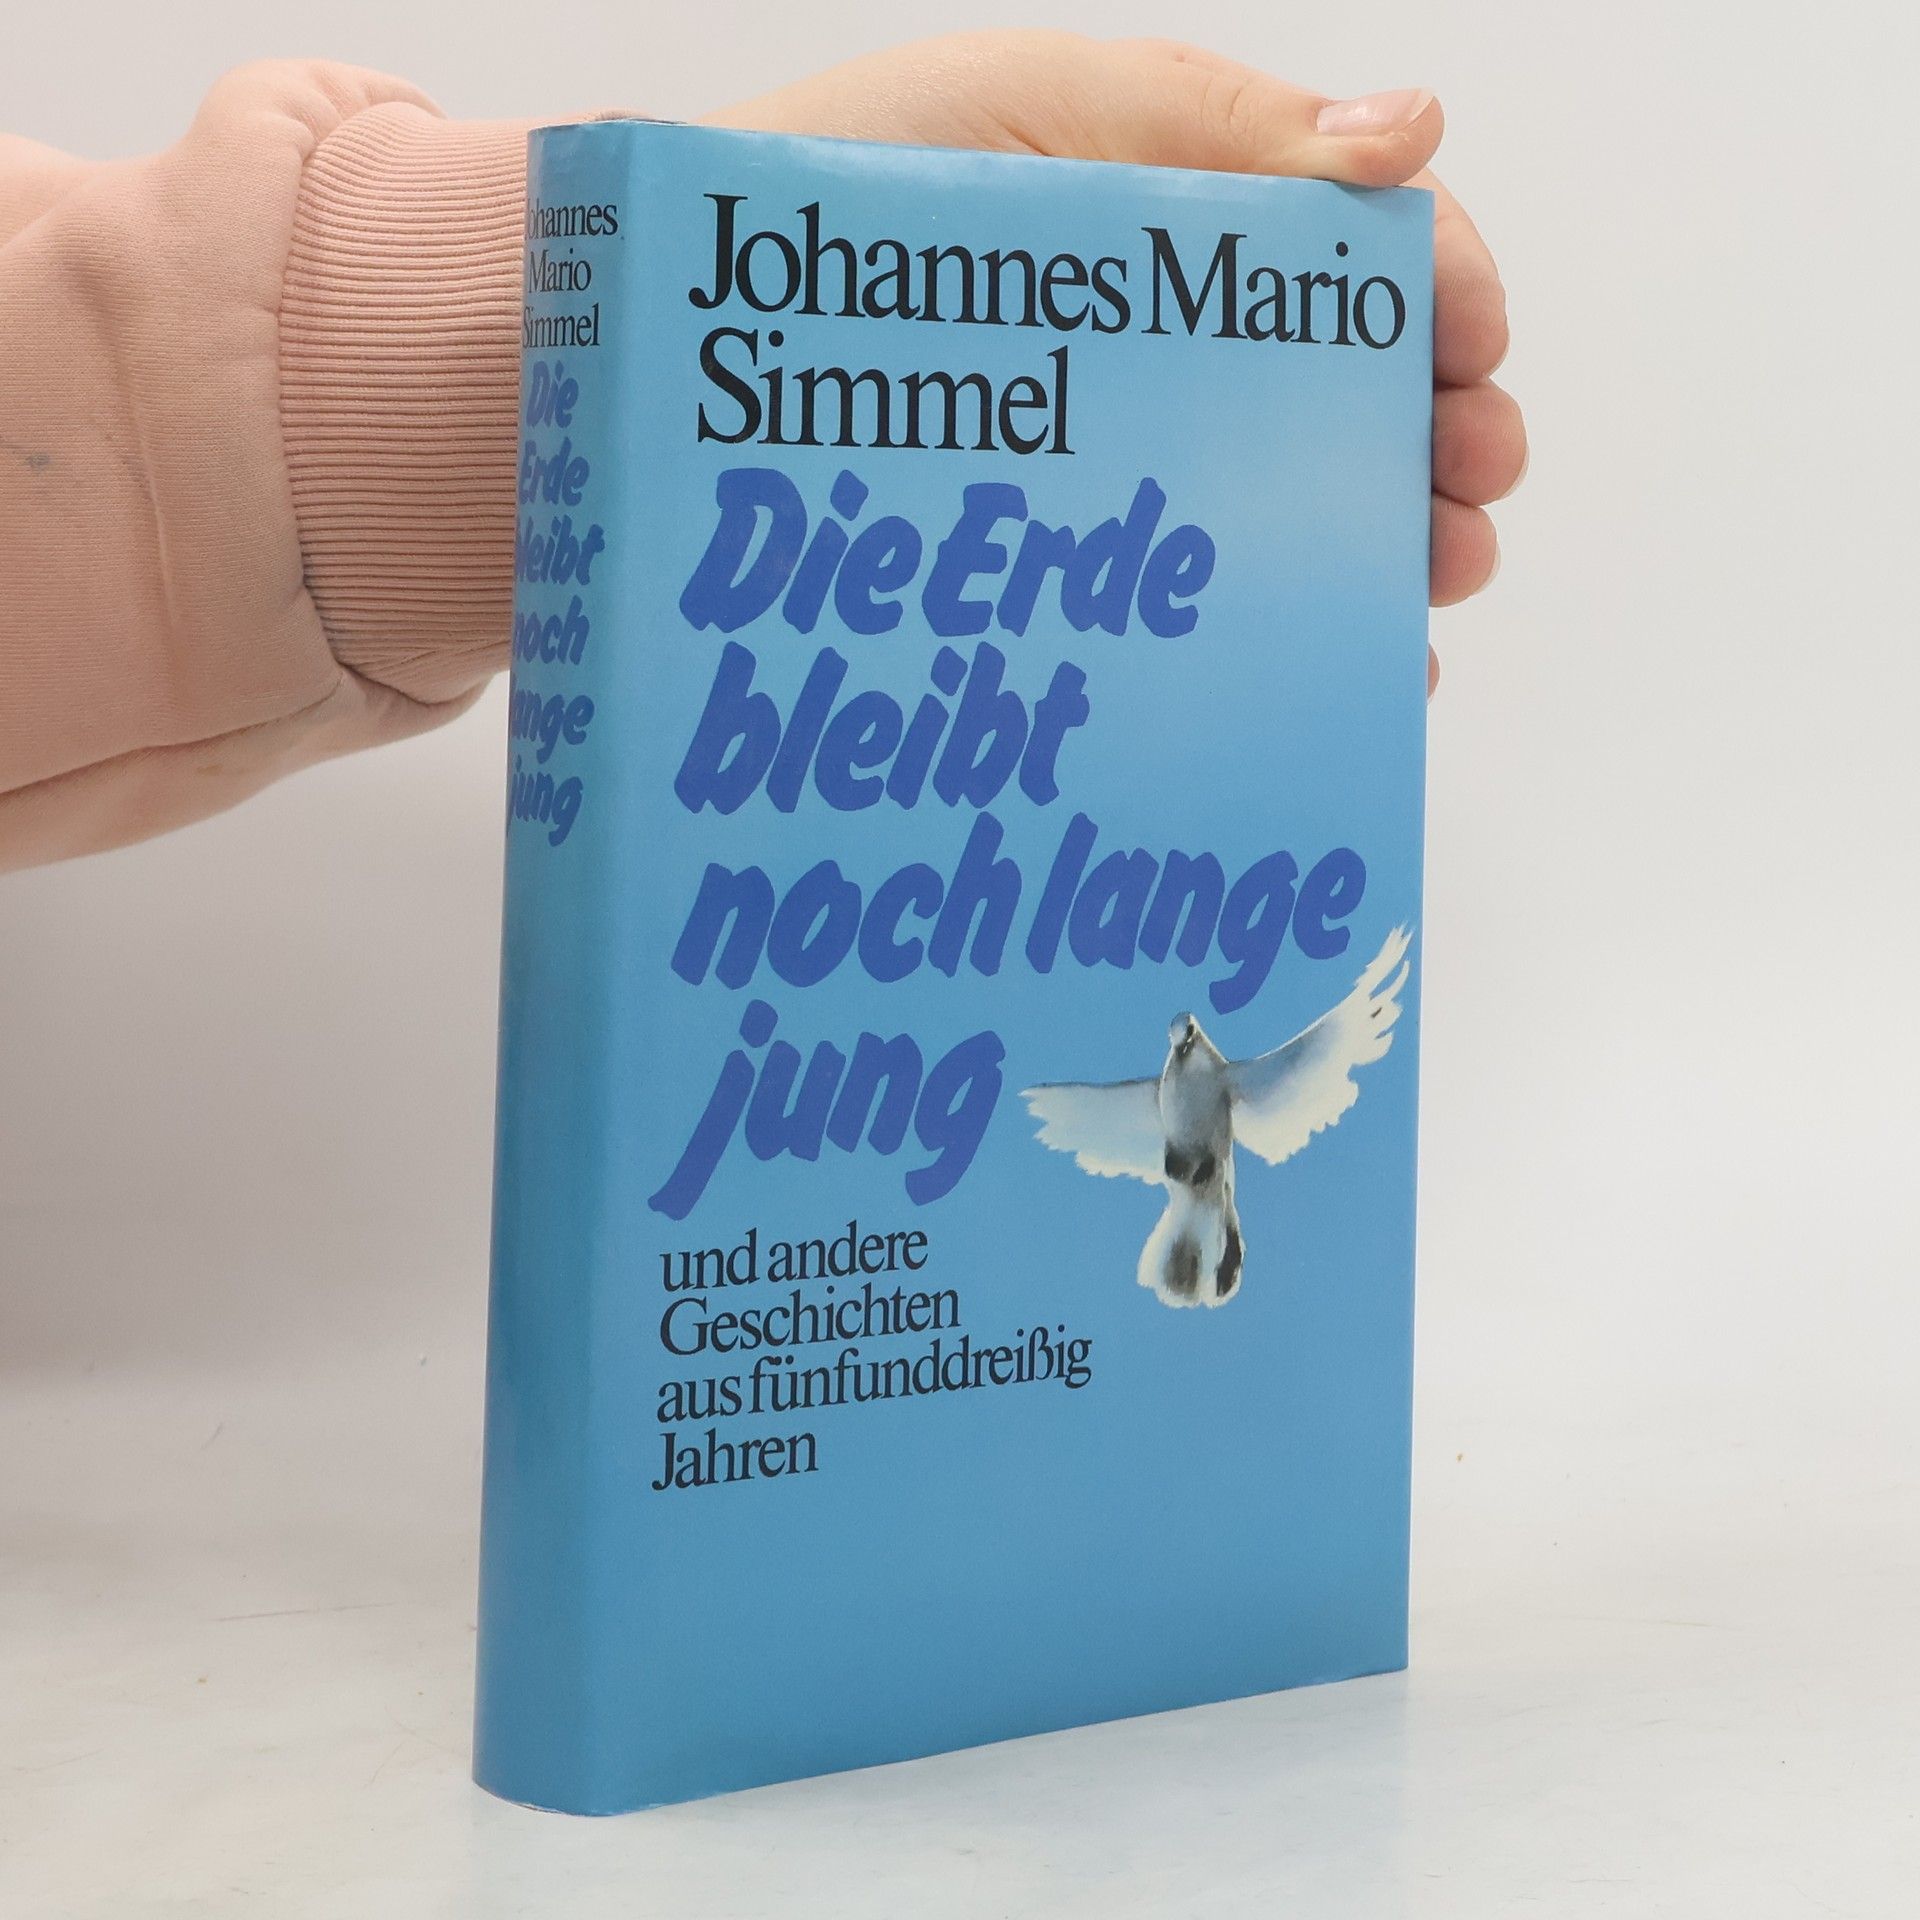 Johannes
Mario
Simmel
Die
Erde
bleibt
noch
lange
jung
Johannes Mario
Simmel
Die Erde
bleibt
noch lange
jung
und andere
Geschichten
aus fünfunddreißig
Jahren